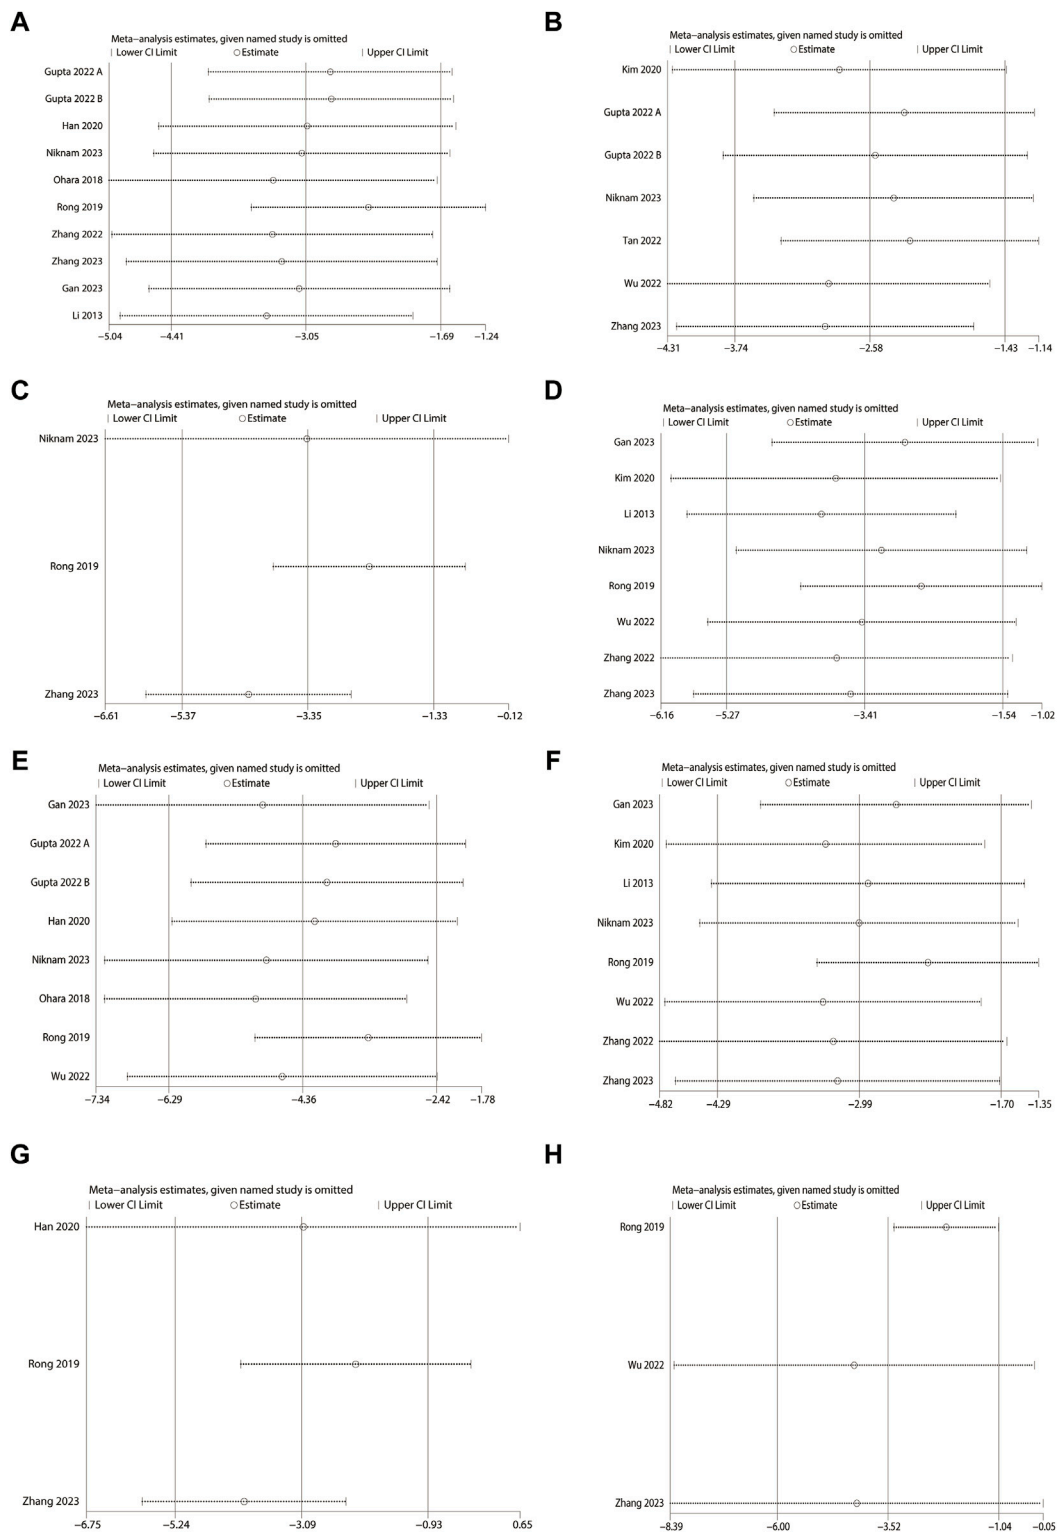 A
Meta−analysis estimates, given named study is omitted
| Lower CI Limit ○Estimate | Upper CI Limit
Gupta 2022 A
Gupta 2022 B
Han 2020
Niknam 2023
Ohara 2018
Rong 2019
Zhang 2022
Zhang 2023
Gan 2023
Li 2013
−5.04 −4.41 −3.05 −1.69 −1.24
B
Meta−analysis estimates, given named study is omitted
| Lower CI Limit ○Estimate | Upper CI Limit
Kim 2020
Gupta 2022 A
Gupta 2022 B
Niknam 2023
Tan 2022
Wu 2022
Zhang 2023
−4.31 −3.74 −2.58 −1.43 −1.14
C
Meta−analysis estimates, given named study is omitted
| Lower CI Limit ○Estimate | Upper CI Limit
Niknam 2023
Rong 2019
Zhang 2023
−6.61 −5.37 −3.35 −1.33 −0.12
D
Meta−analysis estimates, given named study is omitted
| Lower CI Limit ○Estimate | Upper CI Limit
Gan 2023
Kim 2020
Li 2013
Niknam 2023
Rong 2019
Wu 2022
Zhang 2022
Zhang 2023
−6.16 −5.27 −3.41 −1.54 −1.02
E
Meta−analysis estimates, given named study is omitted
| Lower CI Limit ○Estimate | Upper CI Limit
Gan 2023
Gupta 2022 A
Gupta 2022 B
Han 2020
Niknam 2023
Ohara 2018
Rong 2019
Wu 2022
−7.34 −6.29 −4.36 −2.42 −1.78
F
Meta−analysis estimates, given named study is omitted
| Lower CI Limit ○Estimate | Upper CI Limit
Gan 2023
Kim 2020
Li 2013
Niknam 2023
Rong 2019
Wu 2022
Zhang 2022
Zhang 2023
−4.82 −4.29 −2.99 −1.70 −1.35
G
Meta−analysis estimates, given named study is omitted
| Lower CI Limit ○Estimate | Upper CI Limit
Han 2020
Rong 2019
Zhang 2023
−6.75 −5.24 −3.09 −0.93 0.65
H
Meta−analysis estimates, given named study is omitted
| Lower CI Limit ○Estimate | Upper CI Limit
Rong 2019
Wu 2022
Zhang 2023
−8.39 −6.00 −3.52 −1.04 −0.05